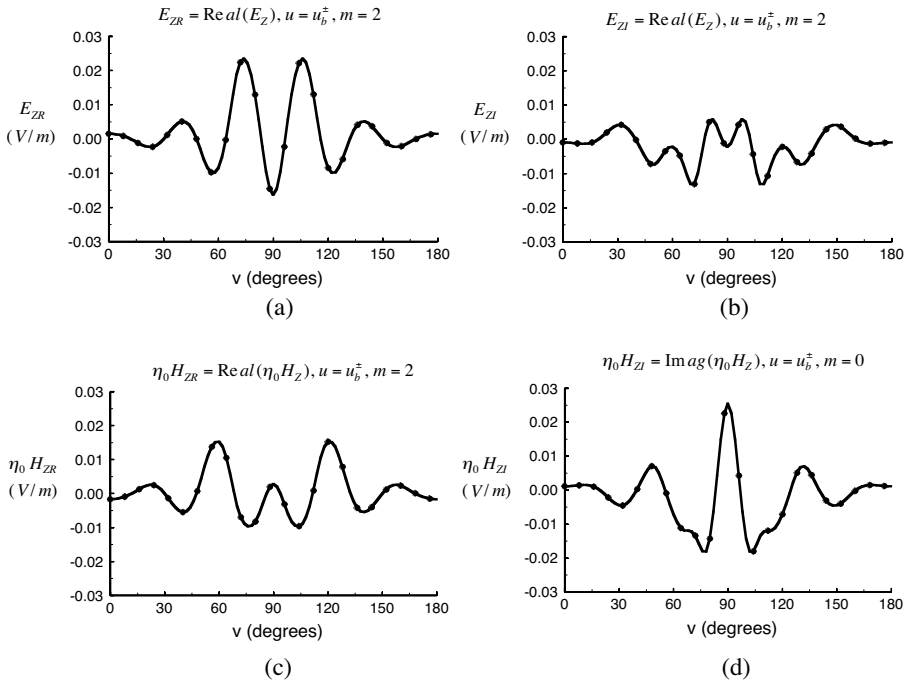 E_{ZR} = Real(E_Z), u = u_b^±, m = 2
0.03
0.02
0.01
0.00
-0.01
-0.02
-0.03
E_{ZR}
(V/m)
0 30 60 90 120 150 180
v (degrees)
(a)
E_{ZI} = Real(E_Z), u = u_b^±, m = 2
0.03
0.02
0.01
0.00
-0.01
-0.02
-0.03
E_{ZI}
(V/m)
0 30 60 90 120 150 180
v (degrees)
(b)
η_0 H_{ZR} = Real(η_0 H_Z), u = u_b^±, m = 2
0.03
0.02
0.01
0.00
-0.01
-0.02
-0.03
η_0 H_{ZR}
(V/m)
0 30 60 90 120 150 180
v (degrees)
(c)
η_0 H_{ZI} = Imag(η_0 H_Z), u = u_b^±, m = 0
0.03
0.02
0.01
0.00
-0.01
-0.02
-0.03
η_0 H_{ZI}
(V/m)
0 30 60 90 120 150 180
v (degrees)
(d)